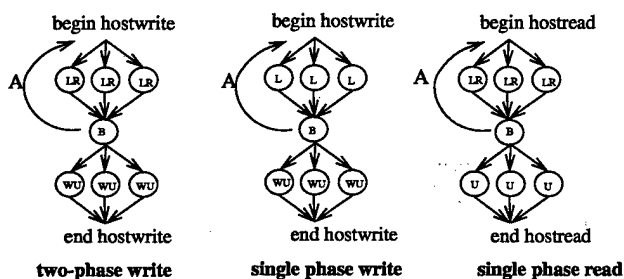 begin hostwrite begin hostwrite begin hostread
A LR LR LR A L L L A LR LR LR
B B B
WU WU WU WU WU WU U U U
end hostwrite end hostwrite end hostread
two-phase write single phase write single phase read